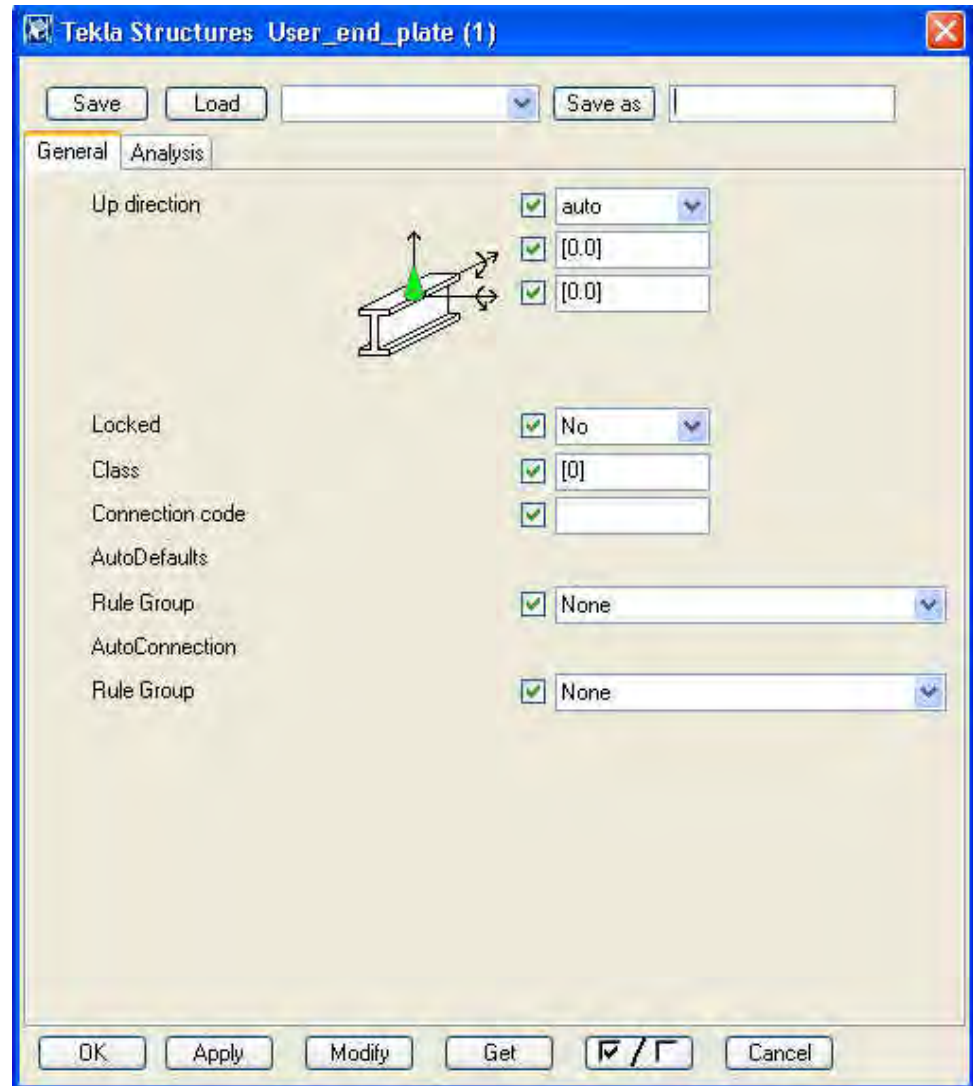 Tekla Structures User_end_plate (1)
Save Load Save as
General Analysis
Up direction auto
[0.0]
[0.0]
Locked No
Class [0]
Connection code
AutoDefaults
Rule Group None
AutoConnection
Rule Group None
OK Apply Modify Get / Cancel